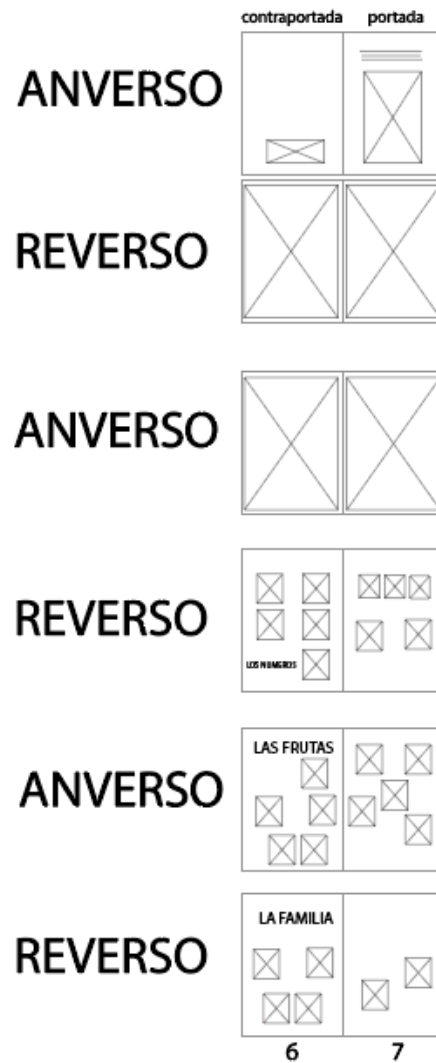 contraportada portada
ANVERSO
REVERSO
ANVERSO
REVERSO
LOS NUMEROS
ANVERSO
LAS FRUTAS
REVERSO
LA FAMILIA
6 7